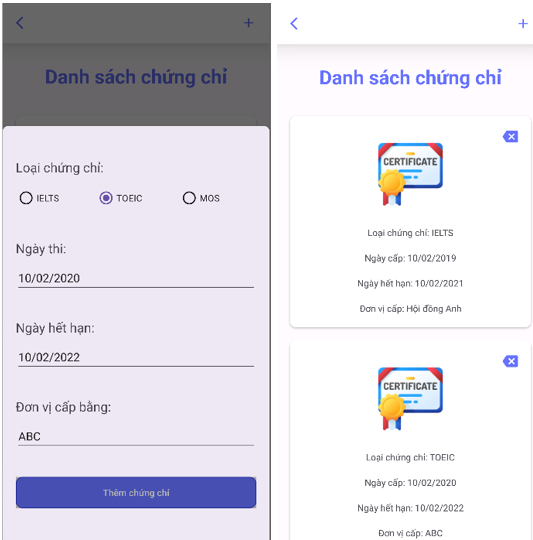 Danh sách chứng chỉ
Loại chứng chỉ:
IELTS TOEIC MOS
Ngày thi:
10/02/2020
Ngày hết hạn:
10/02/2022
Đơn vị cấp bằng:
ABC
Thêm chứng chỉ
Danh sách chứng chỉ
CERTIFICATE
Loại chứng chỉ: IELTS
Ngày cấp: 10/02/2019
Ngày hết hạn: 10/02/2021
Đơn vị cấp: Hội đồng Anh
CERTIFICATE
Loại chứng chỉ: TOEIC
Ngày cấp: 10/02/2020
Ngày hết hạn: 10/02/2022
Đơn vị cấp: ABC